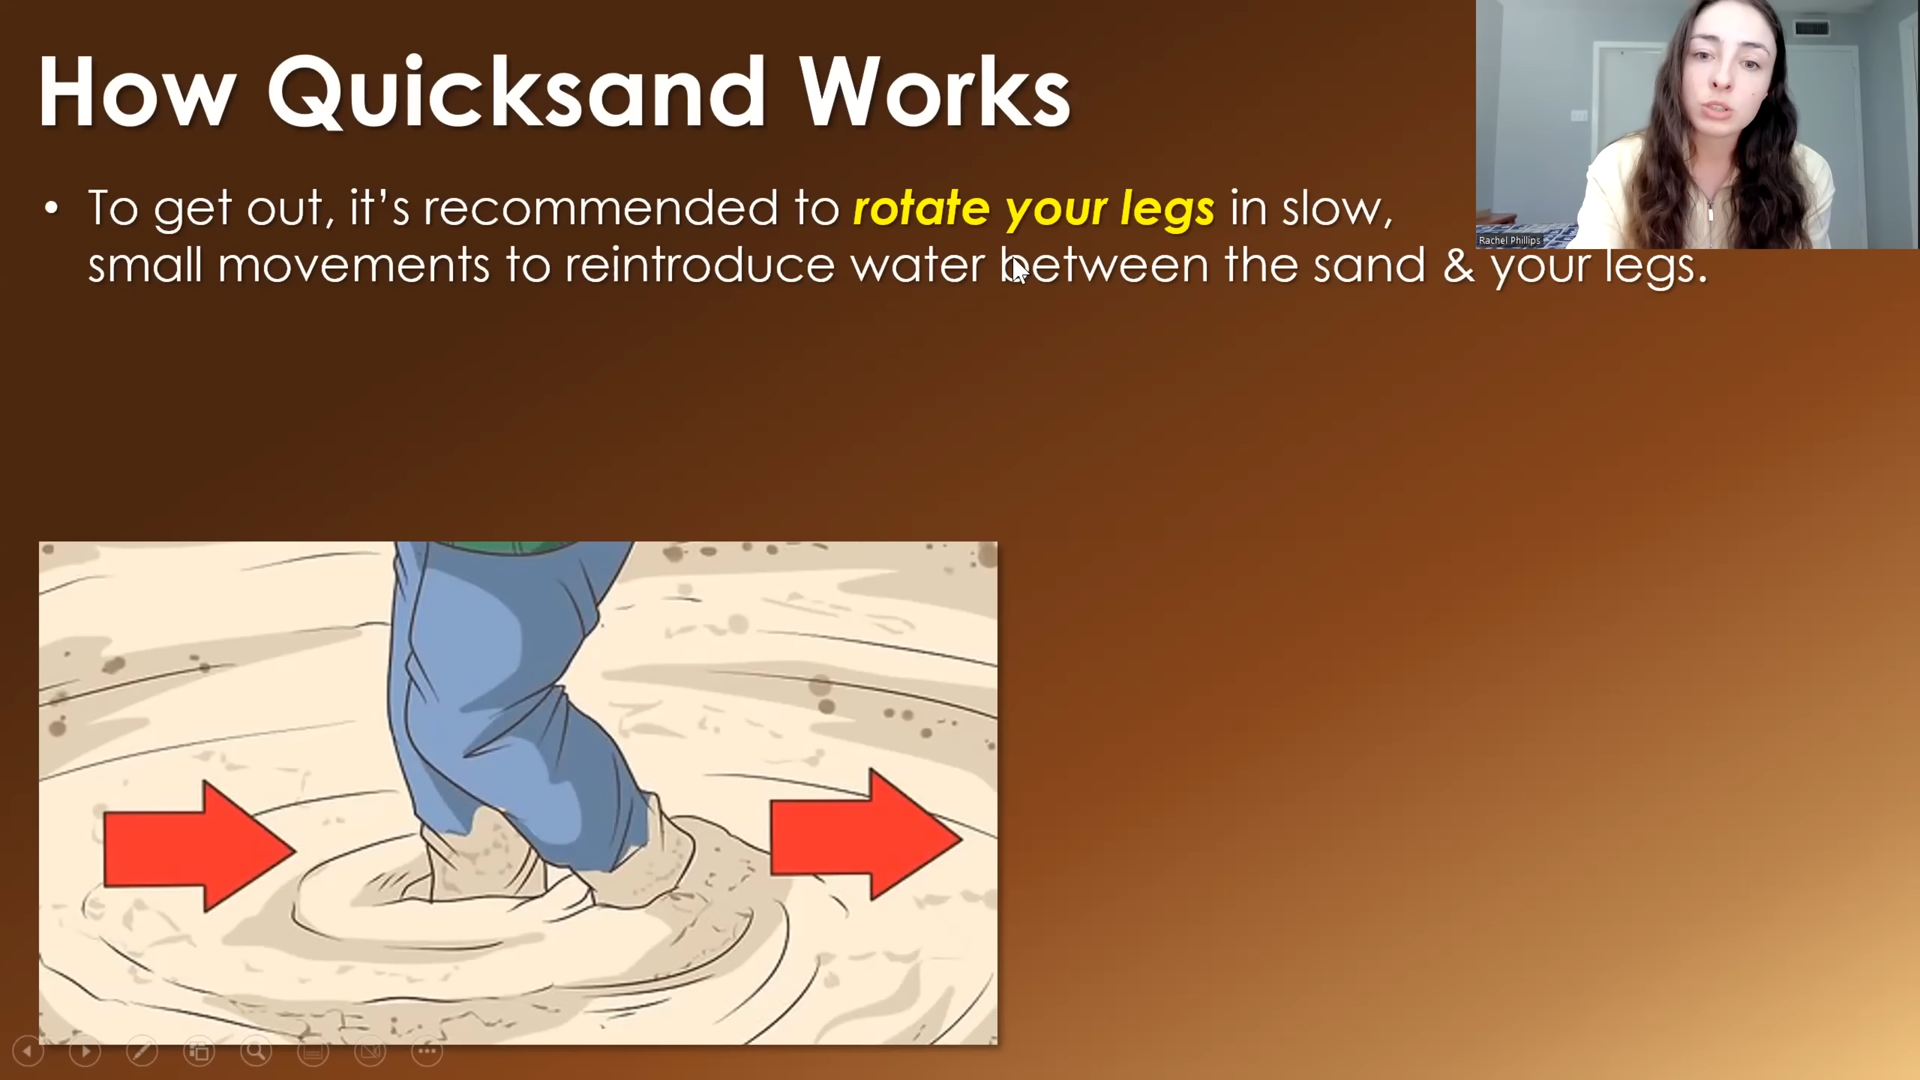 How Quicksand Works
• To get out, it’s recommended to rotate your legs in slow,
small movements to reintroduce water between the sand & your legs.
Rachel Phillips